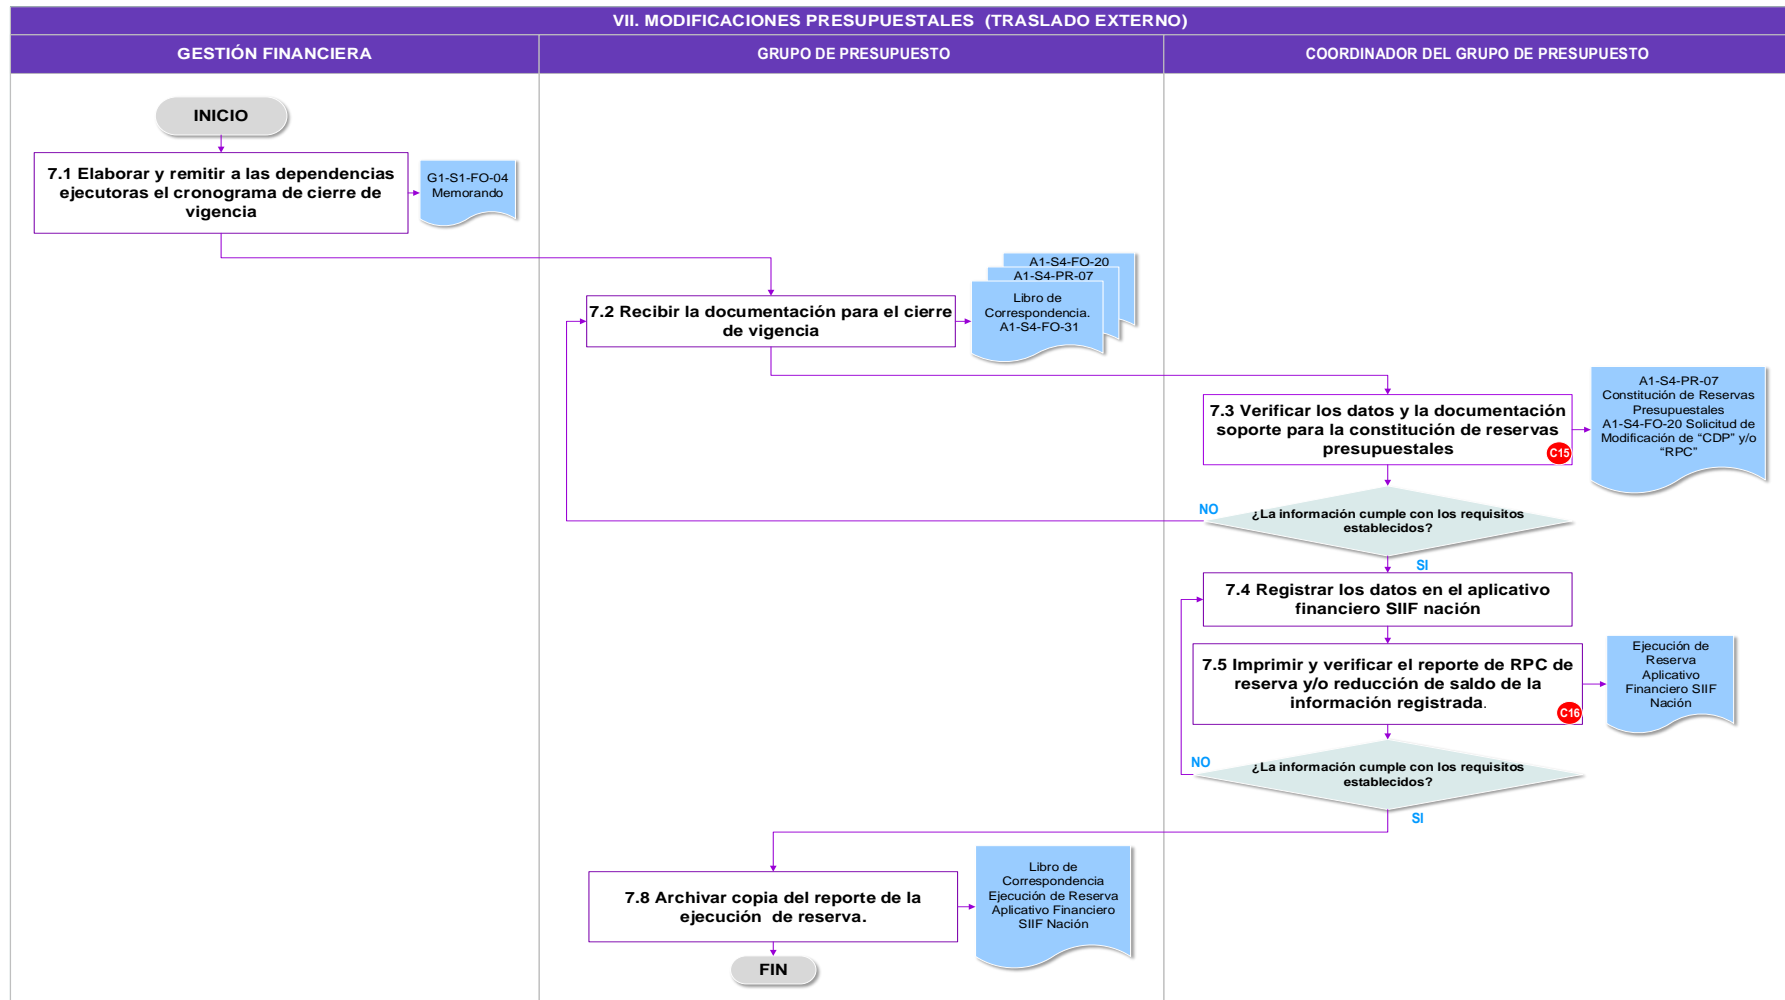 VII. MODIFICACIONES PRESUPUESTALES  (TRASLADO EXTERNO)
GESTIÓN FINANCIERA
GRUPO DE PRESUPUESTO
COORDINADOR DEL GRUPO DE PRESUPUESTO
INICIO
7.1 Elaborar y remitir a las dependencias
ejecutoras el cronograma de cierre de
vigencia
G1-S1-FO-04
Memorando
7.2 Recibir la documentación para el cierre
de vigencia
A1-S4-FO-20
A1-S4-PR-07
Libro de
Correspondencia.
A1-S4-FO-31
7.3 Verificar los datos y la documentación
soporte para la constitución de reservas
presupuestales
C15
A1-S4-PR-07
Constitución de Reservas
Presupuestales
A1-S4-FO-20 Solicitud de
Modificación de “CDP” y/o
“RPC”
¿La información cumple con los requisitos
establecidos?
NO
SI
7.4 Registrar los datos en el aplicativo
financiero SIIF nación
7.5 Imprimir y verificar el reporte de RPC de
reserva y/o reducción de saldo de la
información registrada.
C16
Ejecución de
Reserva
Aplicativo
Financiero SIIF
Nación
¿La información cumple con los requisitos
establecidos?
NO
SI
7.8 Archivar copia del reporte de la
ejecución  de reserva.
Libro de
Correspondencia
Ejecución de Reserva
Aplicativo Financiero
SIIF Nación
FIN